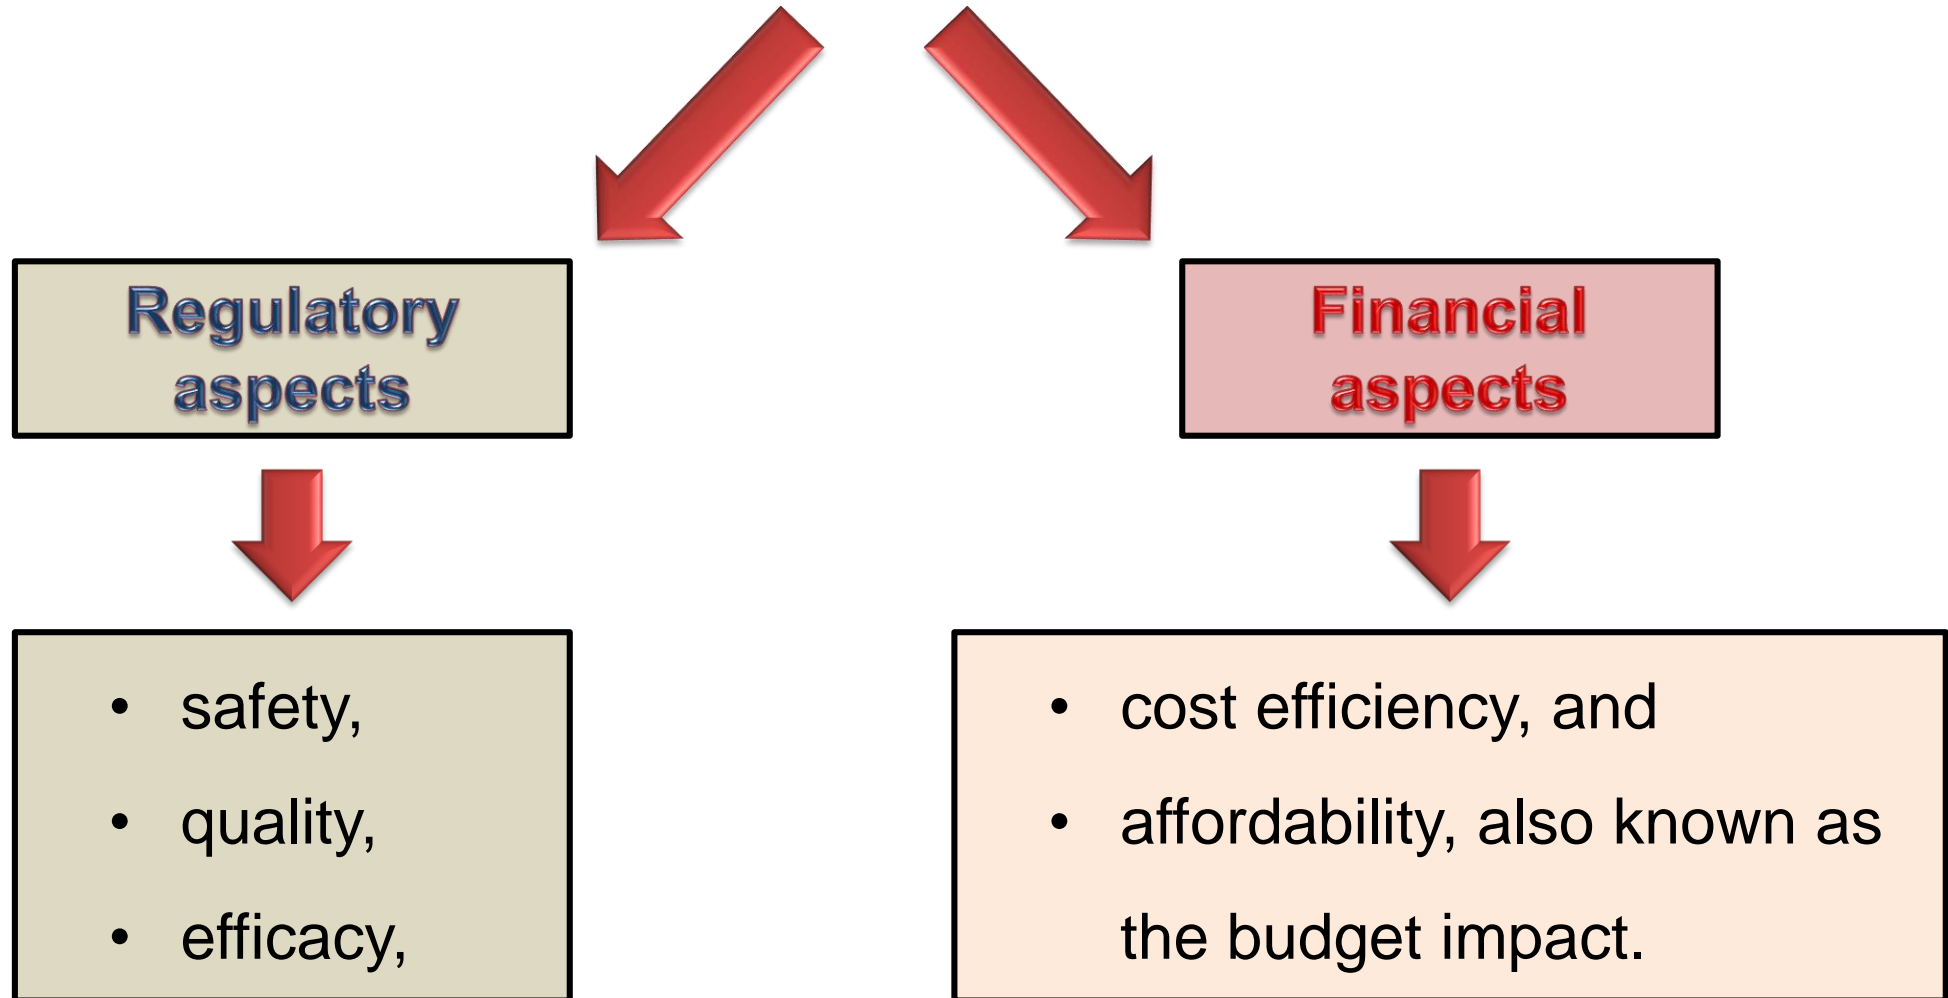 Regulatory
aspects
Financial
aspects
• safety,
• quality,
• efficacy,
• cost efficiency, and
• affordability, also known as
the budget impact.